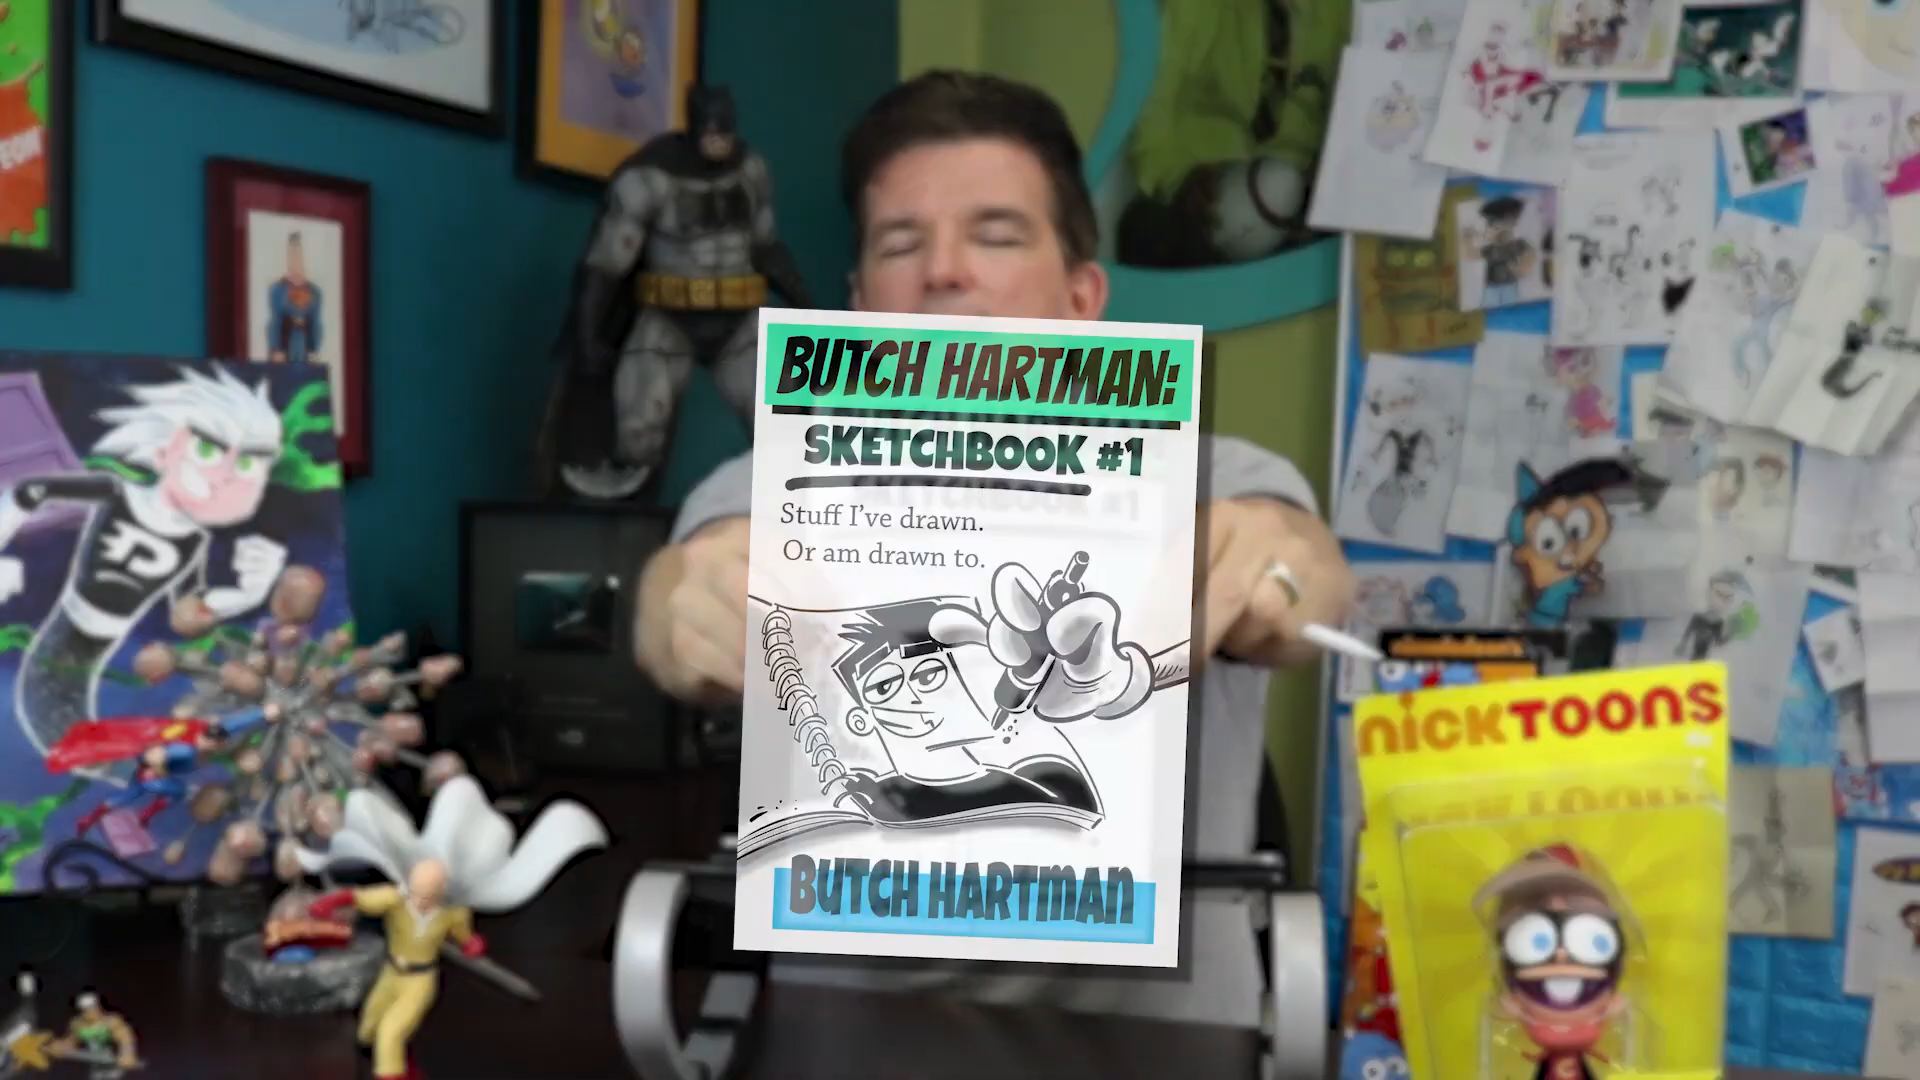 BUTCH HARTMAN:
SKETCHBOOK #1
Stuff I've drawn.
Or am drawn to.
BUTCH HARTMAN
nickTOONS